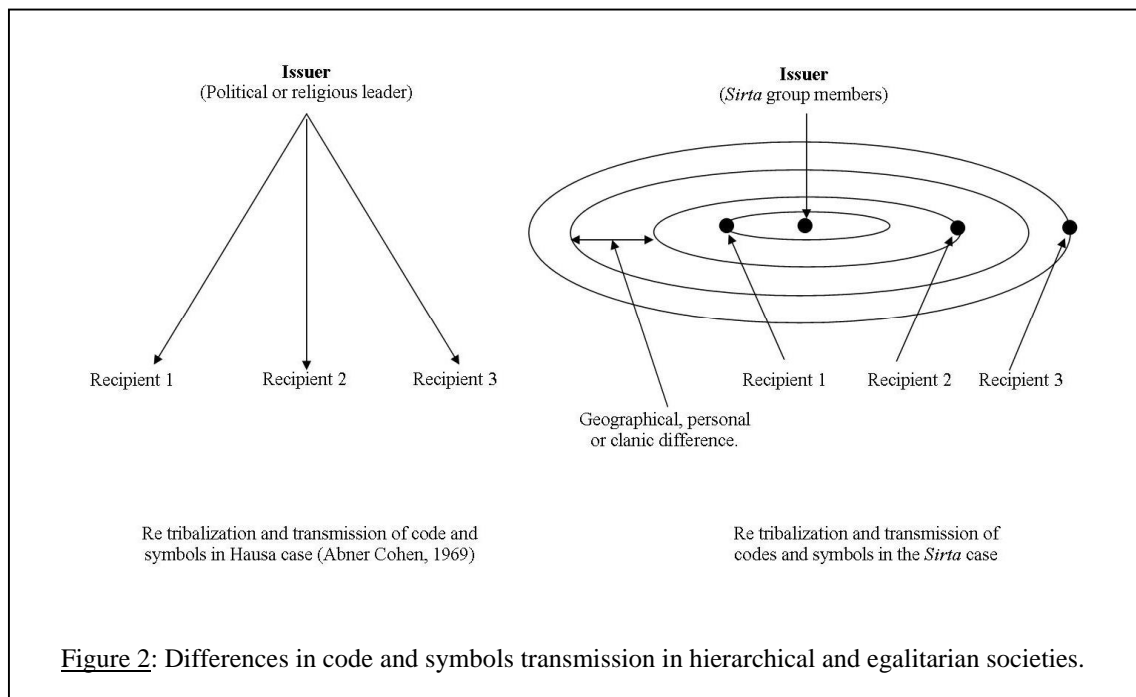 Issuer
(Political or religious leader)
Recipient 1
Recipient 2
Recipient 3
Re tribalization and transmission of code and
symbols in Hausa case (Abner Cohen, 1969)
Issuer
(Sirta group members)
Recipient 1
Recipient 2
Recipient 3
Geographical, personal
or clanic difference.
Re tribalization and transmission of
codes and symbols in the Sirta case
Figure 2: Differences in code and symbols transmission in hierarchical and egalitarian societies.